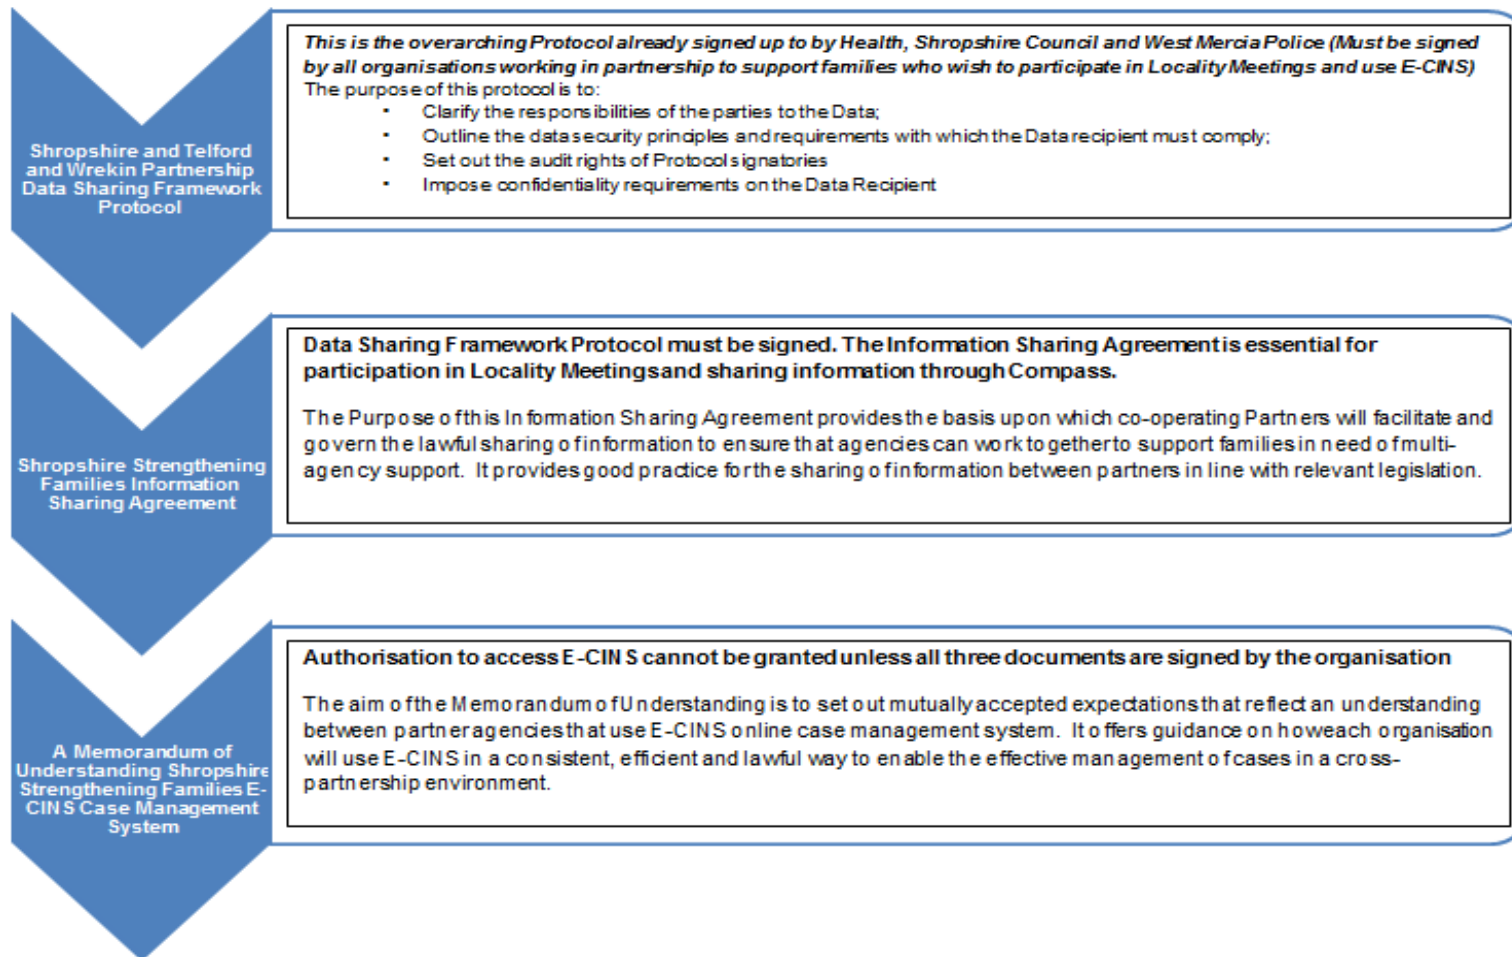 Shropshire and Telford
and Wrekin Partnership
Data Sharing Framework
Protocol
This is the overarching Protocol already signed up to by Health, Shropshire Council and West Mercia Police (Must be signed
by all organisations working in partnership to support families who wish to participate in Locality Meetings and use E-CINS)
The purpose of this protocol is to:
• Clarify the responsibilities of the parties to the Data;
• Outline the data security principles and requirements with which the Data recipient must comply;
• Set out the audit rights of Protocol signatories
• Impose confidentiality requirements on the Data Recipient
Shropshire Strengthening
Families Information
Sharing Agreement
Data Sharing Framework Protocol must be signed. The Information Sharing Agreement is essential for
participation in Locality Meetings and sharing information through Compass.
The Purpose of this Information Sharing Agreement provides the basis upon which co-operating Partners will facilitate and
govern the lawful sharing of information to ensure that agencies can work together to support families in need of multi-
agency support. It provides good practice for the sharing of information between partners in line with relevant legislation.
A Memorandum of
Understanding Shropshire
Strengthening Families E-
CINS Case Management
System
Authorisation to access E-CINS cannot be granted unless all three documents are signed by the organisation
The aim of the Memorandum of Understanding is to set out mutually accepted expectations that reflect an understanding
between partner agencies that use E-CINS online case management system. It offers guidance on how each organisation
will use E-CINS in a consistent, efficient and lawful way to enable the effective management of cases in a cross-
partnership environment.